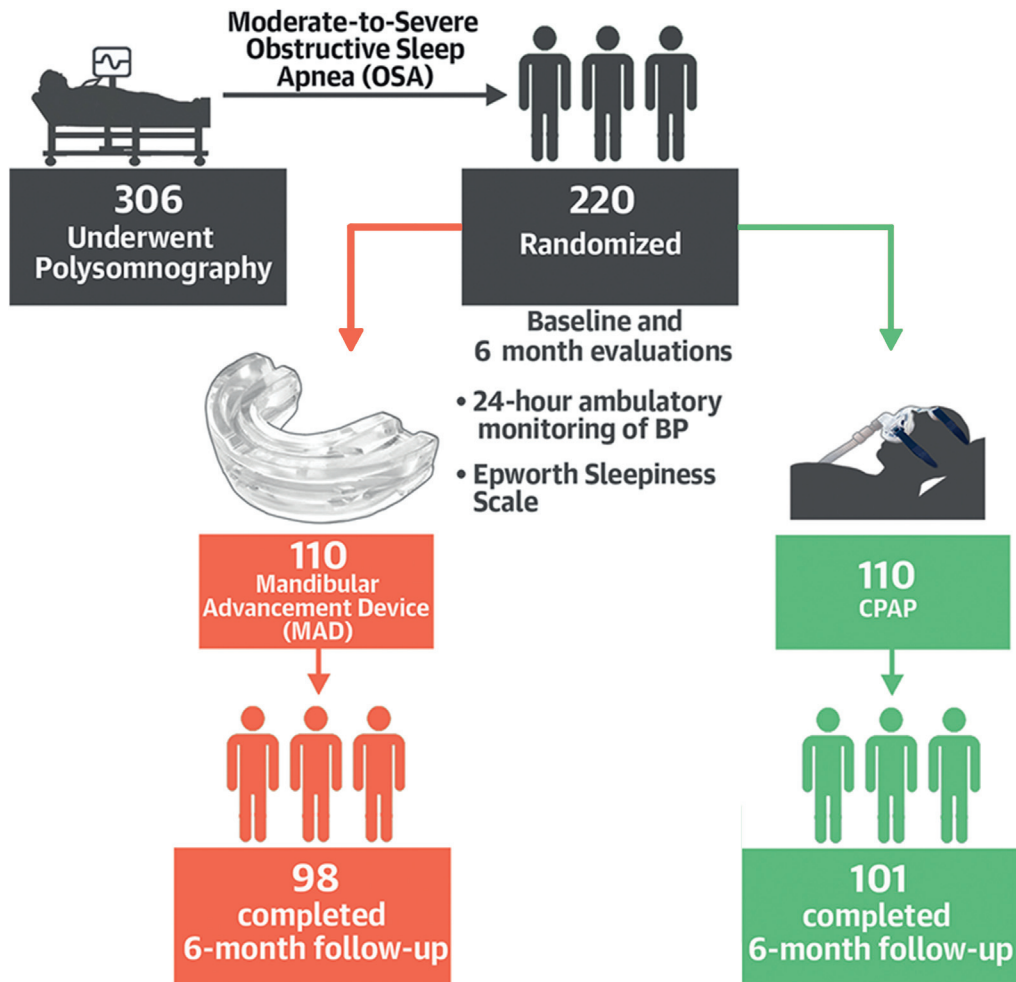 Moderate-to-Severe
Obstructive Sleep
Apnea (OSA)
306
Underwent
Polysomnography
220
Randomized
Baseline and
6 month evaluations
• 24-hour ambulatory
monitoring of BP
• Epworth Sleepiness
Scale
110
Mandibular
Advancement Device
(MAD)
110
CPAP
98
completed
6-month follow-up
101
completed
6-month follow-up